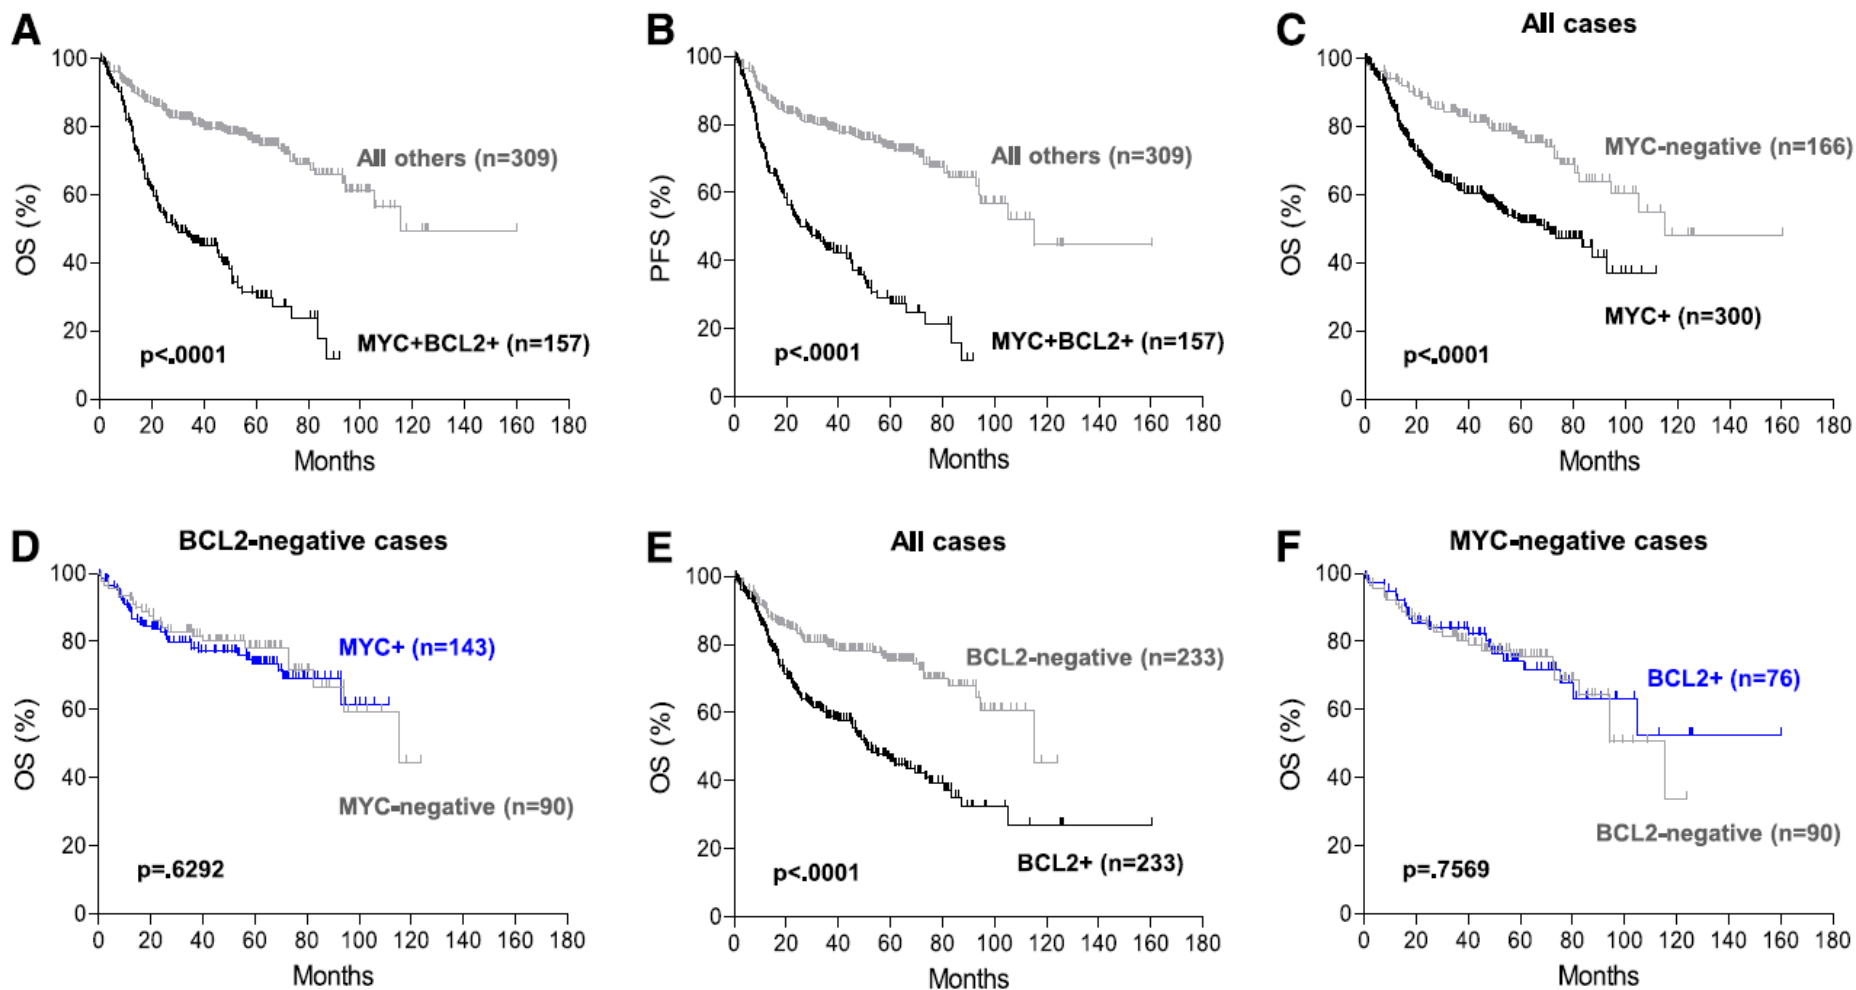 A
100
80
60
40
20
0
OS (%)
All others (n=309)
MYC+BCL2+ (n=157)
p<.0001
0 20 40 60 80 100 120 140 160 180
Months
B
100
80
60
40
20
0
PFS (%)
All others (n=309)
MYC+BCL2+ (n=157)
p<.0001
0 20 40 60 80 100 120 140 160 180
Months
C
All cases
100
80
60
40
20
0
OS (%)
MYC-negative (n=166)
MYC+ (n=300)
p<.0001
0 20 40 60 80 100 120 140 160 180
Months
D
BCL2-negative cases
100
80
60
40
20
0
OS (%)
MYC+ (n=143)
MYC-negative (n=90)
p=.6292
0 20 40 60 80 100 120 140 160 180
Months
E
All cases
100
80
60
40
20
0
OS (%)
BCL2-negative (n=233)
BCL2+ (n=233)
p<.0001
0 20 40 60 80 100 120 140 160 180
Months
F
MYC-negative cases
100
80
60
40
20
0
OS (%)
BCL2+ (n=76)
BCL2-negative (n=90)
p=.7569
0 20 40 60 80 100 120 140 160 180
Months